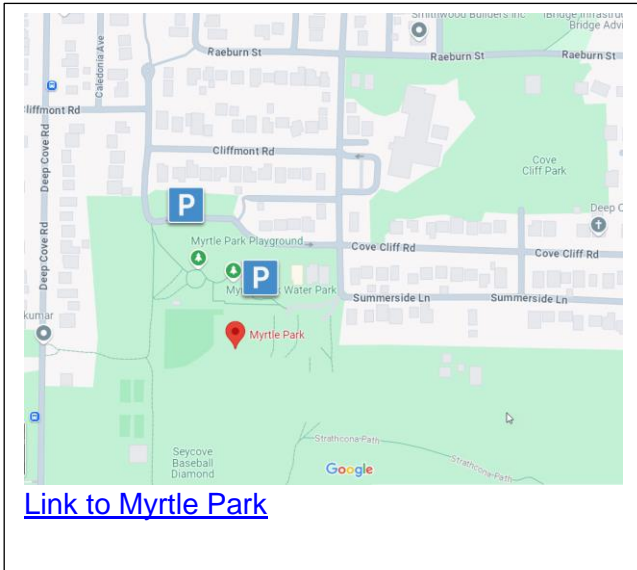 Smithwood Builders Inc
Bridge Advi
Raeburn St
Raeburn St
Raeburn St
Caledonia Ave
Cliffmont Rd
Deep Cove Rd
Cliffmont Rd
Cove
Cliff Park
P
Deep C
Myrtle Park Playground
Cove Cliff Rd
Cove Cliff Rd
P
Water Park
Deep Cove Rd
Summerside Ln
Summerside Ln
kumar
Myrtle Park
Seycove
Baseball
Diamond
Strathcona Path
Strathcona Path
Google
Link to Myrtle Park